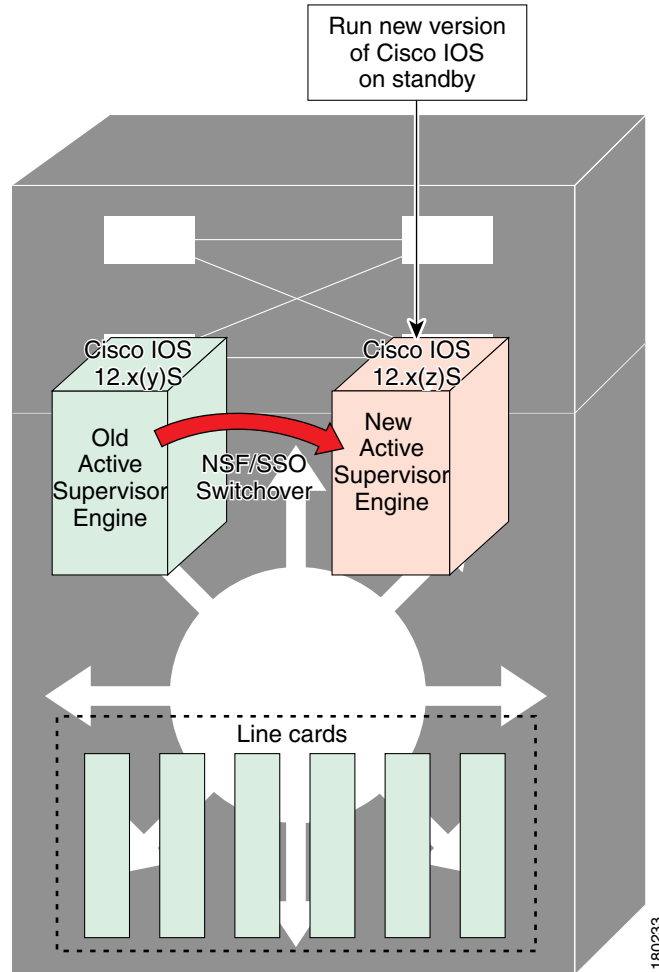 Run new version
of Cisco IOS
on standby
Cisco IOS
12.x(y)S
Cisco IOS
12.x(z)S
Old
Active
Supervisor
Engine
NSF/SSO
Switchover
New
Active
Supervisor
Engine
Line cards
180233